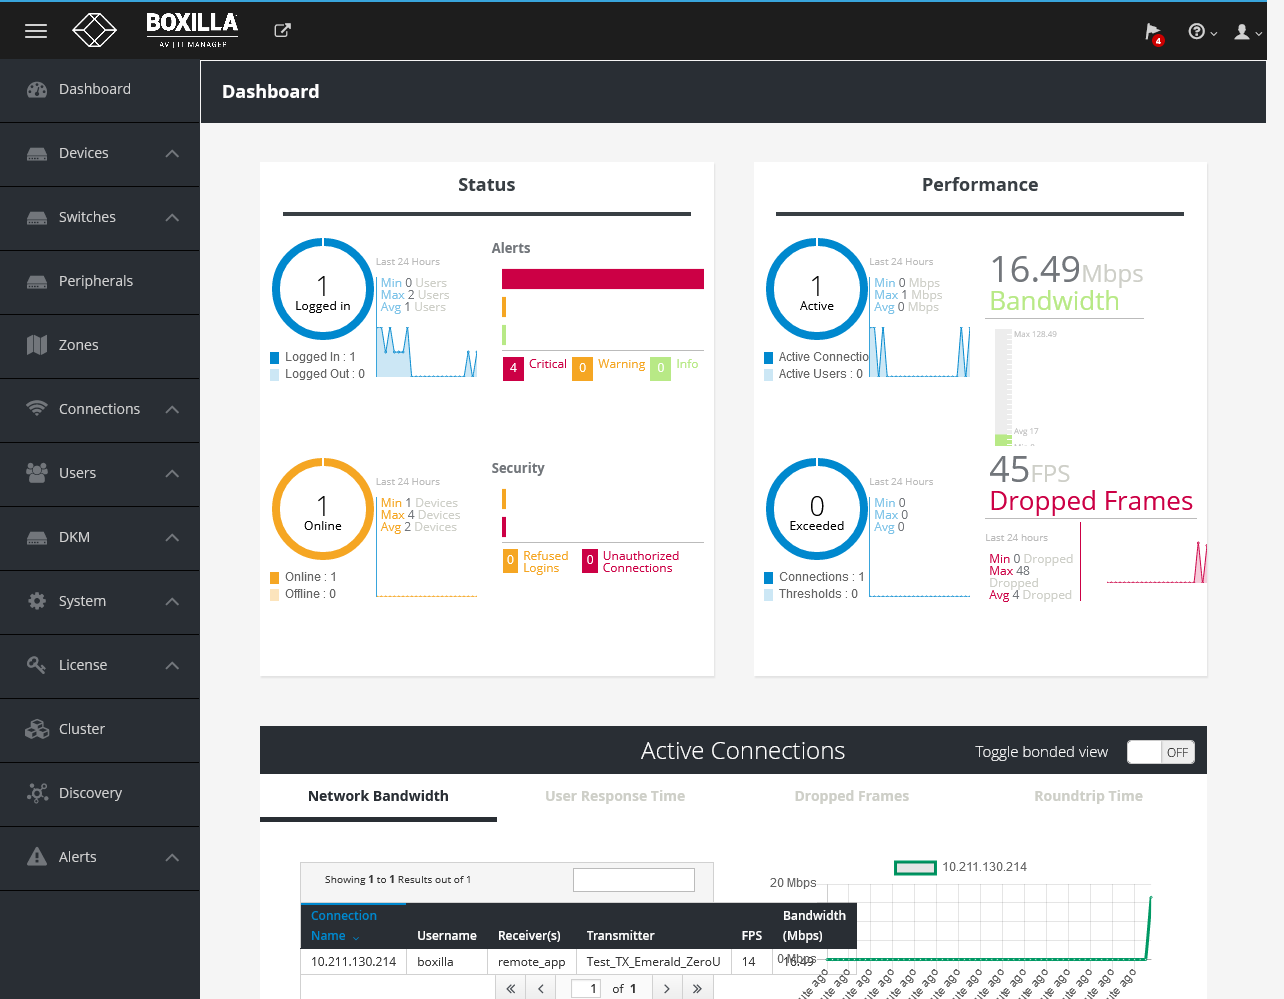 BOXILLA
AV | IT MANAGER
4
Dashboard
Devices
Switches
Peripherals
Zones
Connections
Users
DKM
System
License
Cluster
Discovery
Alerts
Dashboard
Status
1
Logged in
Last 24 Hours
Min 0 Users
Max 2 Users
Avg 1 Users
Logged In : 1
Logged Out : 0
Alerts
4 Critical 0 Warning 0 Info
1
Online
Last 24 Hours
Min 1 Devices
Max 4 Devices
Avg 2 Devices
Online : 1
Offline : 0
Security
0 Refused Logins
0 Unauthorized Connections
Performance
1
Active
Last 24 Hours
Min 0 Mbps
Max 1 Mbps
Avg 0 Mbps
Active Connectio
Active Users : 0
16.49Mbps
Bandwidth
Max 128.49
Avg 17
0
Exceeded
Last 24 Hours
Min 0
Max 0
Avg 0
Connections : 1
Thresholds : 0
45FPS
Dropped Frames
Last 24 hours
Min 0 Dropped
Max 48
Dropped
Avg 4 Dropped
Active Connections
Toggle bonded view OFF
Network Bandwidth User Response Time Dropped Frames Roundtrip Time
Showing 1 to 1 Results out of 1
Connection Name Username Receiver(s) Transmitter FPS Bandwidth (Mbps)
10.211.130.214 boxilla remote_app Test_TX_Emerald_ZeroU 14 16.49
« ‹ 1 of 1 › »
10.211.130.214
20 Mbps
0 Mbps